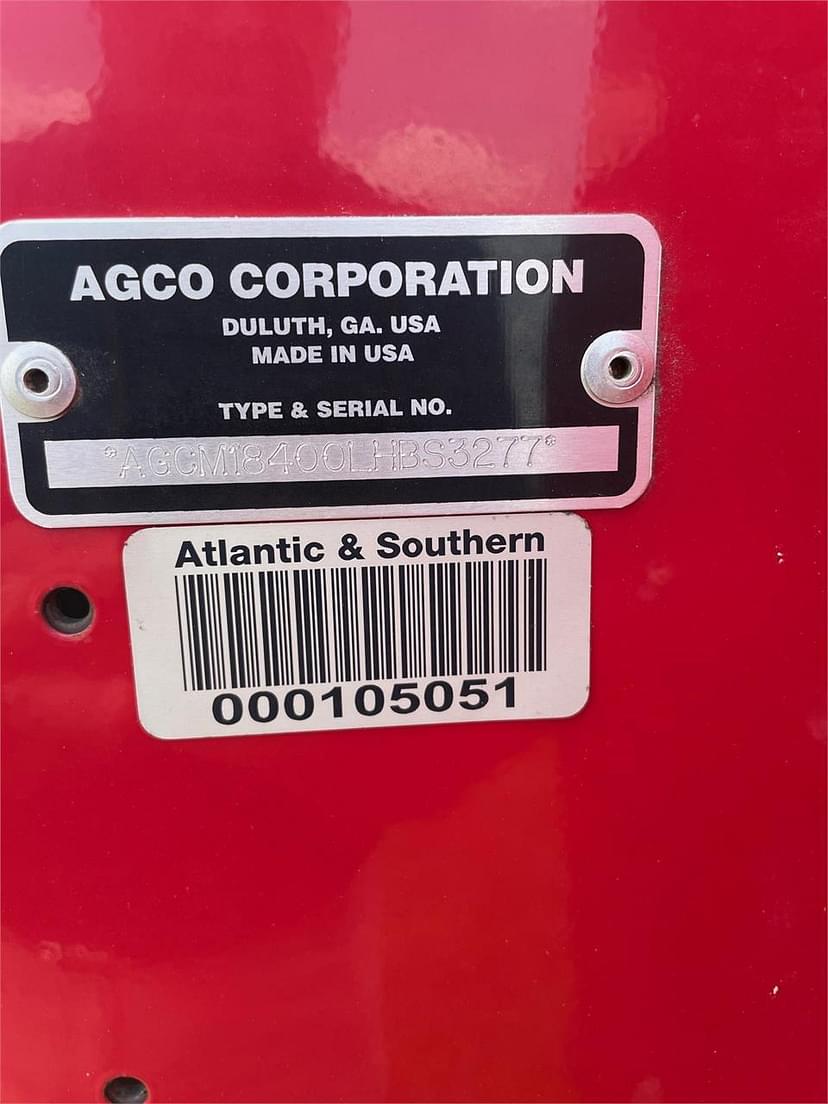 AGCO CORPORATION
DULUTH, GA. USA
MADE IN USA
TYPE & SERIAL NO.
*AGCM18400LHBS3277*
Atlantic & Southern
000105051